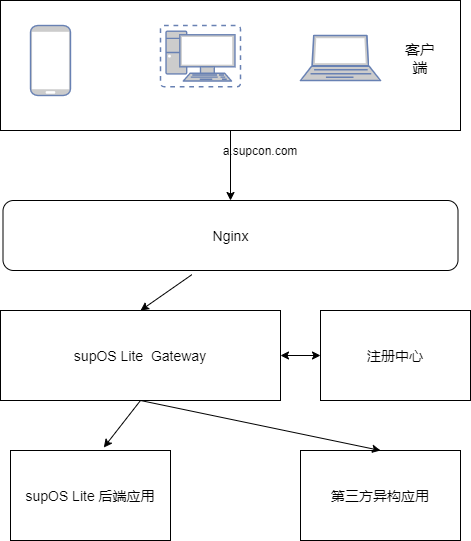 客户
端
a.supcon.com
Nginx
supOS Lite  Gateway
注册中心
supOS Lite 后端应用
第三方异构应用